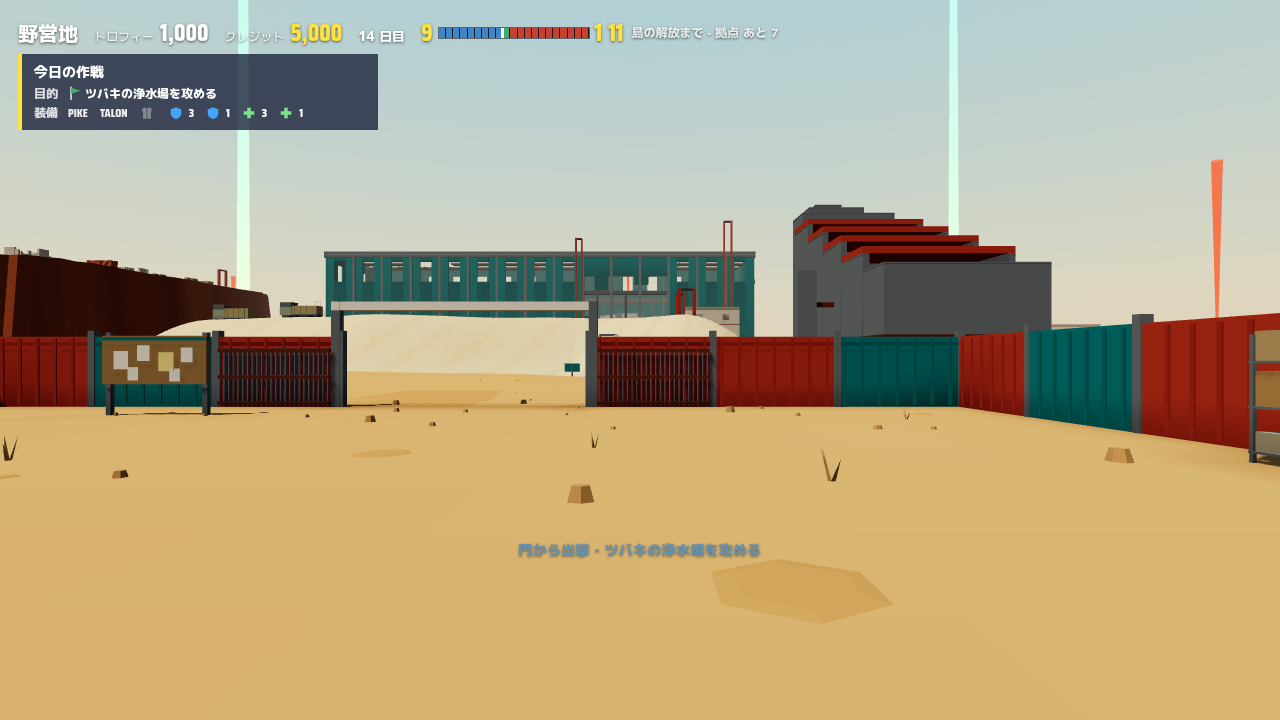 野営地 トロフィー 1,000 クレジット 5,000 14 日目 9 1 11 島の解放まで · 拠点 あと 7
今日の作戦
目的 ツバキの浄水場を攻める
装備 PIKE TALON 3 1 3 1
門から出撃 · ツバキの浄水場を攻める